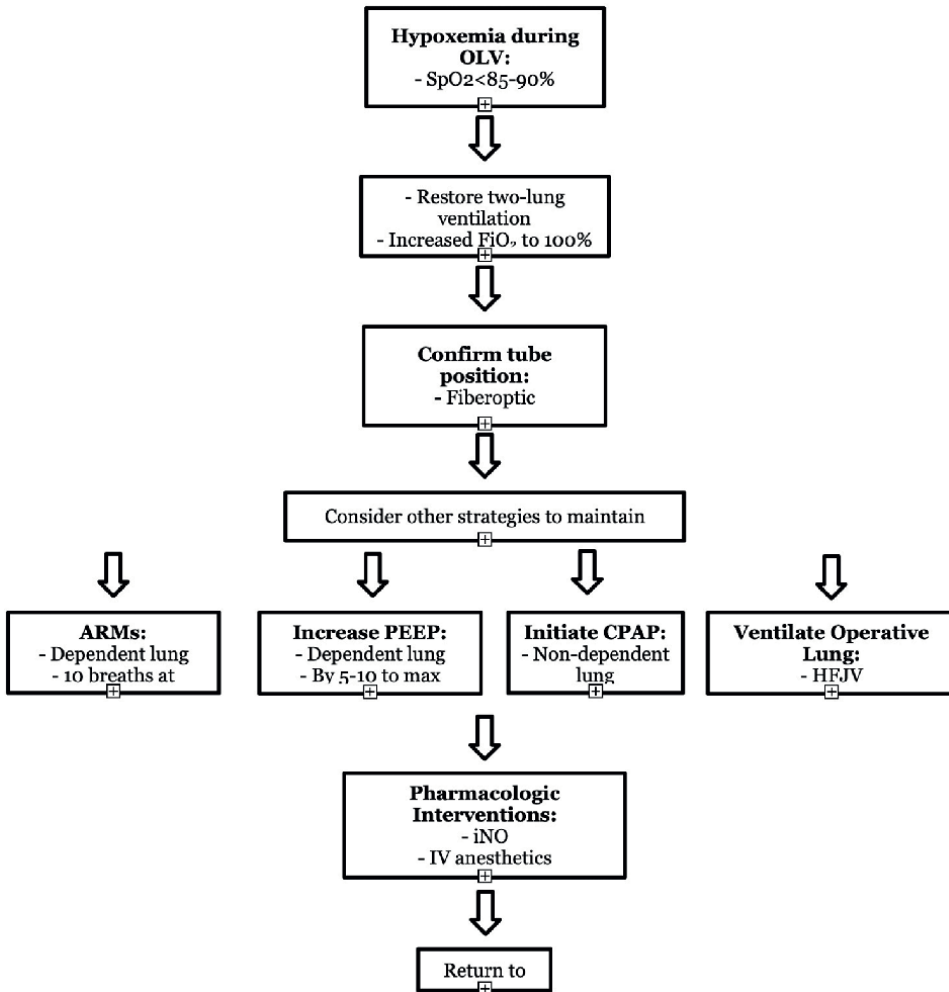 Hypoxemia during
OLV:
- SpO2<85-90%
- Restore two-lung
ventilation
- Increased FiO₂ to 100%
Confirm tube
position:
- Fiberoptic
Consider other strategies to maintain
ARMs:
- Dependent lung
- 10 breaths at
Increase PEEP:
- Dependent lung
- By 5-10 to max
Initiate CPAP:
- Non-dependent
lung
Ventilate Operative
Lung:
- HFJV
Pharmacologic
Interventions:
- iNO
- IV anesthetics
Return to